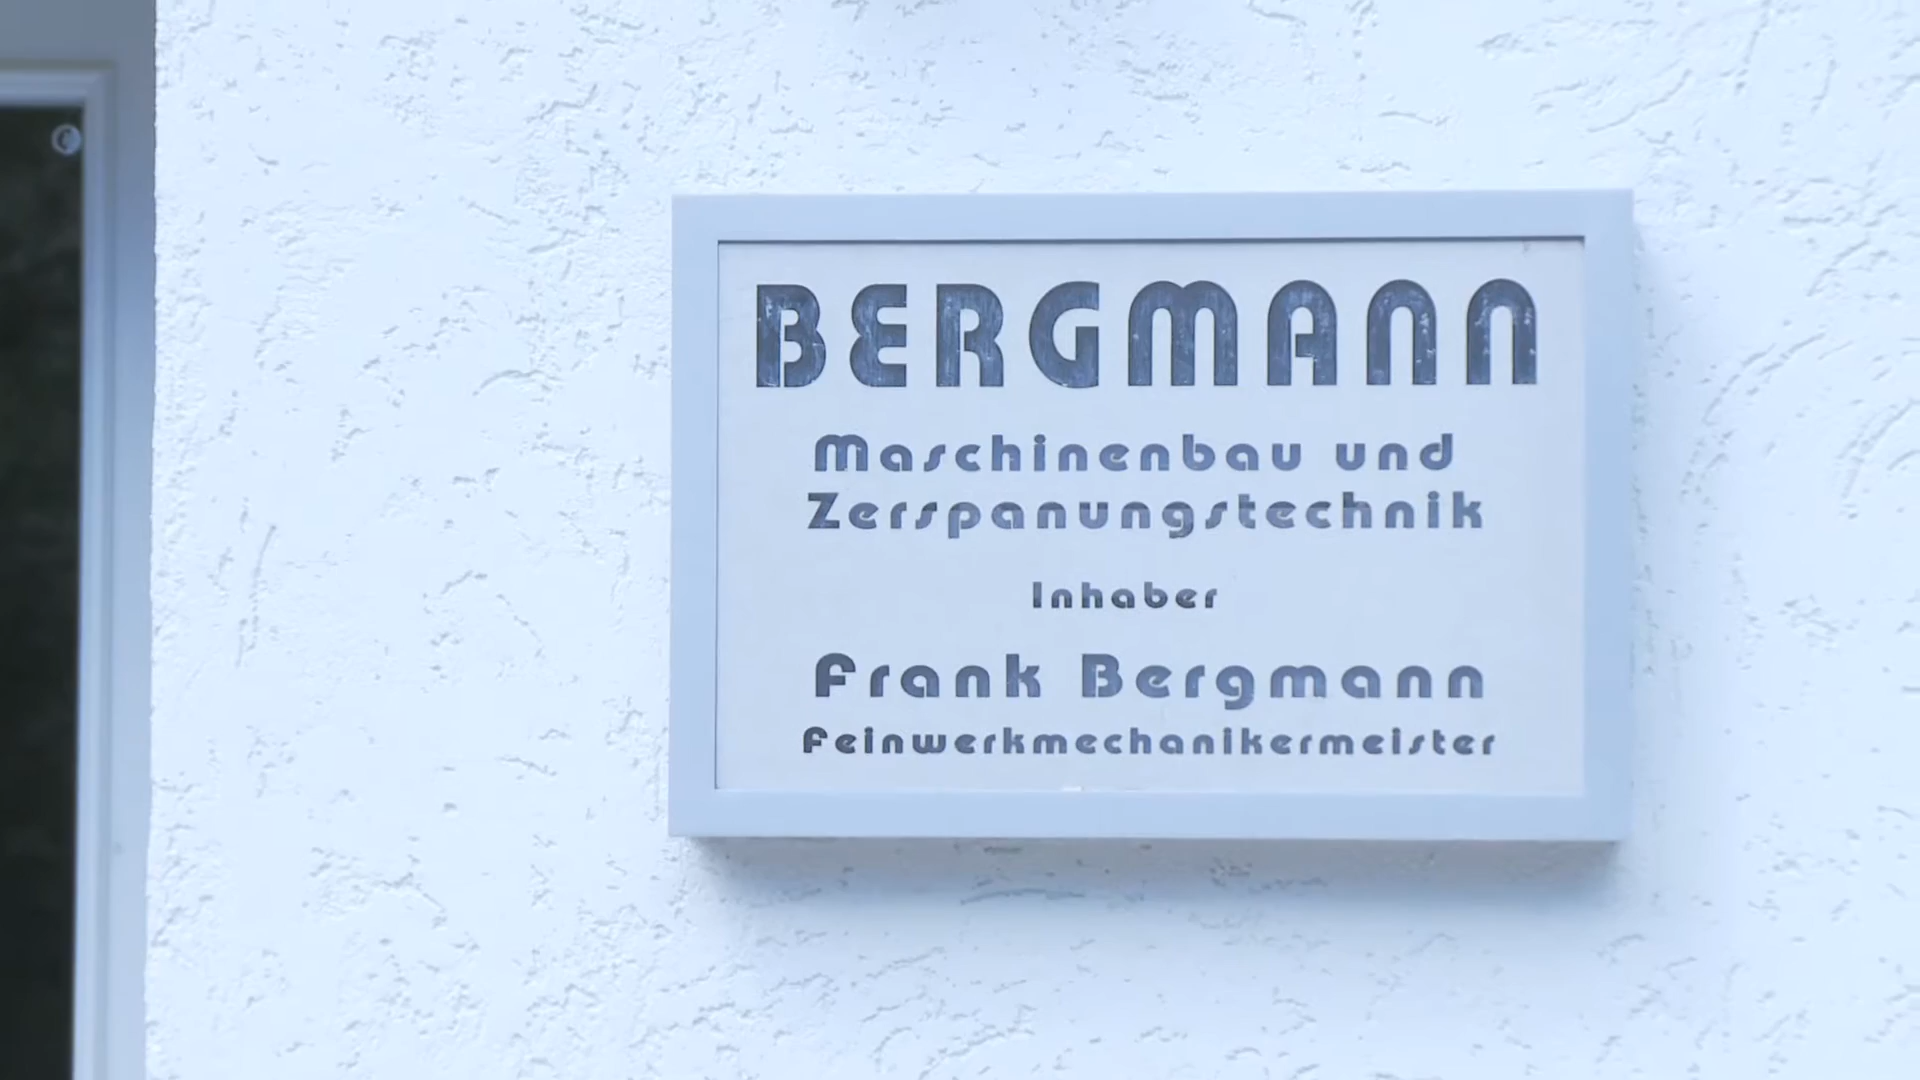 BERGMANN
Maschinenbau und
Zerspanungstechnik
Inhaber
Frank Bergmann
Feinwerkmechanikermeister